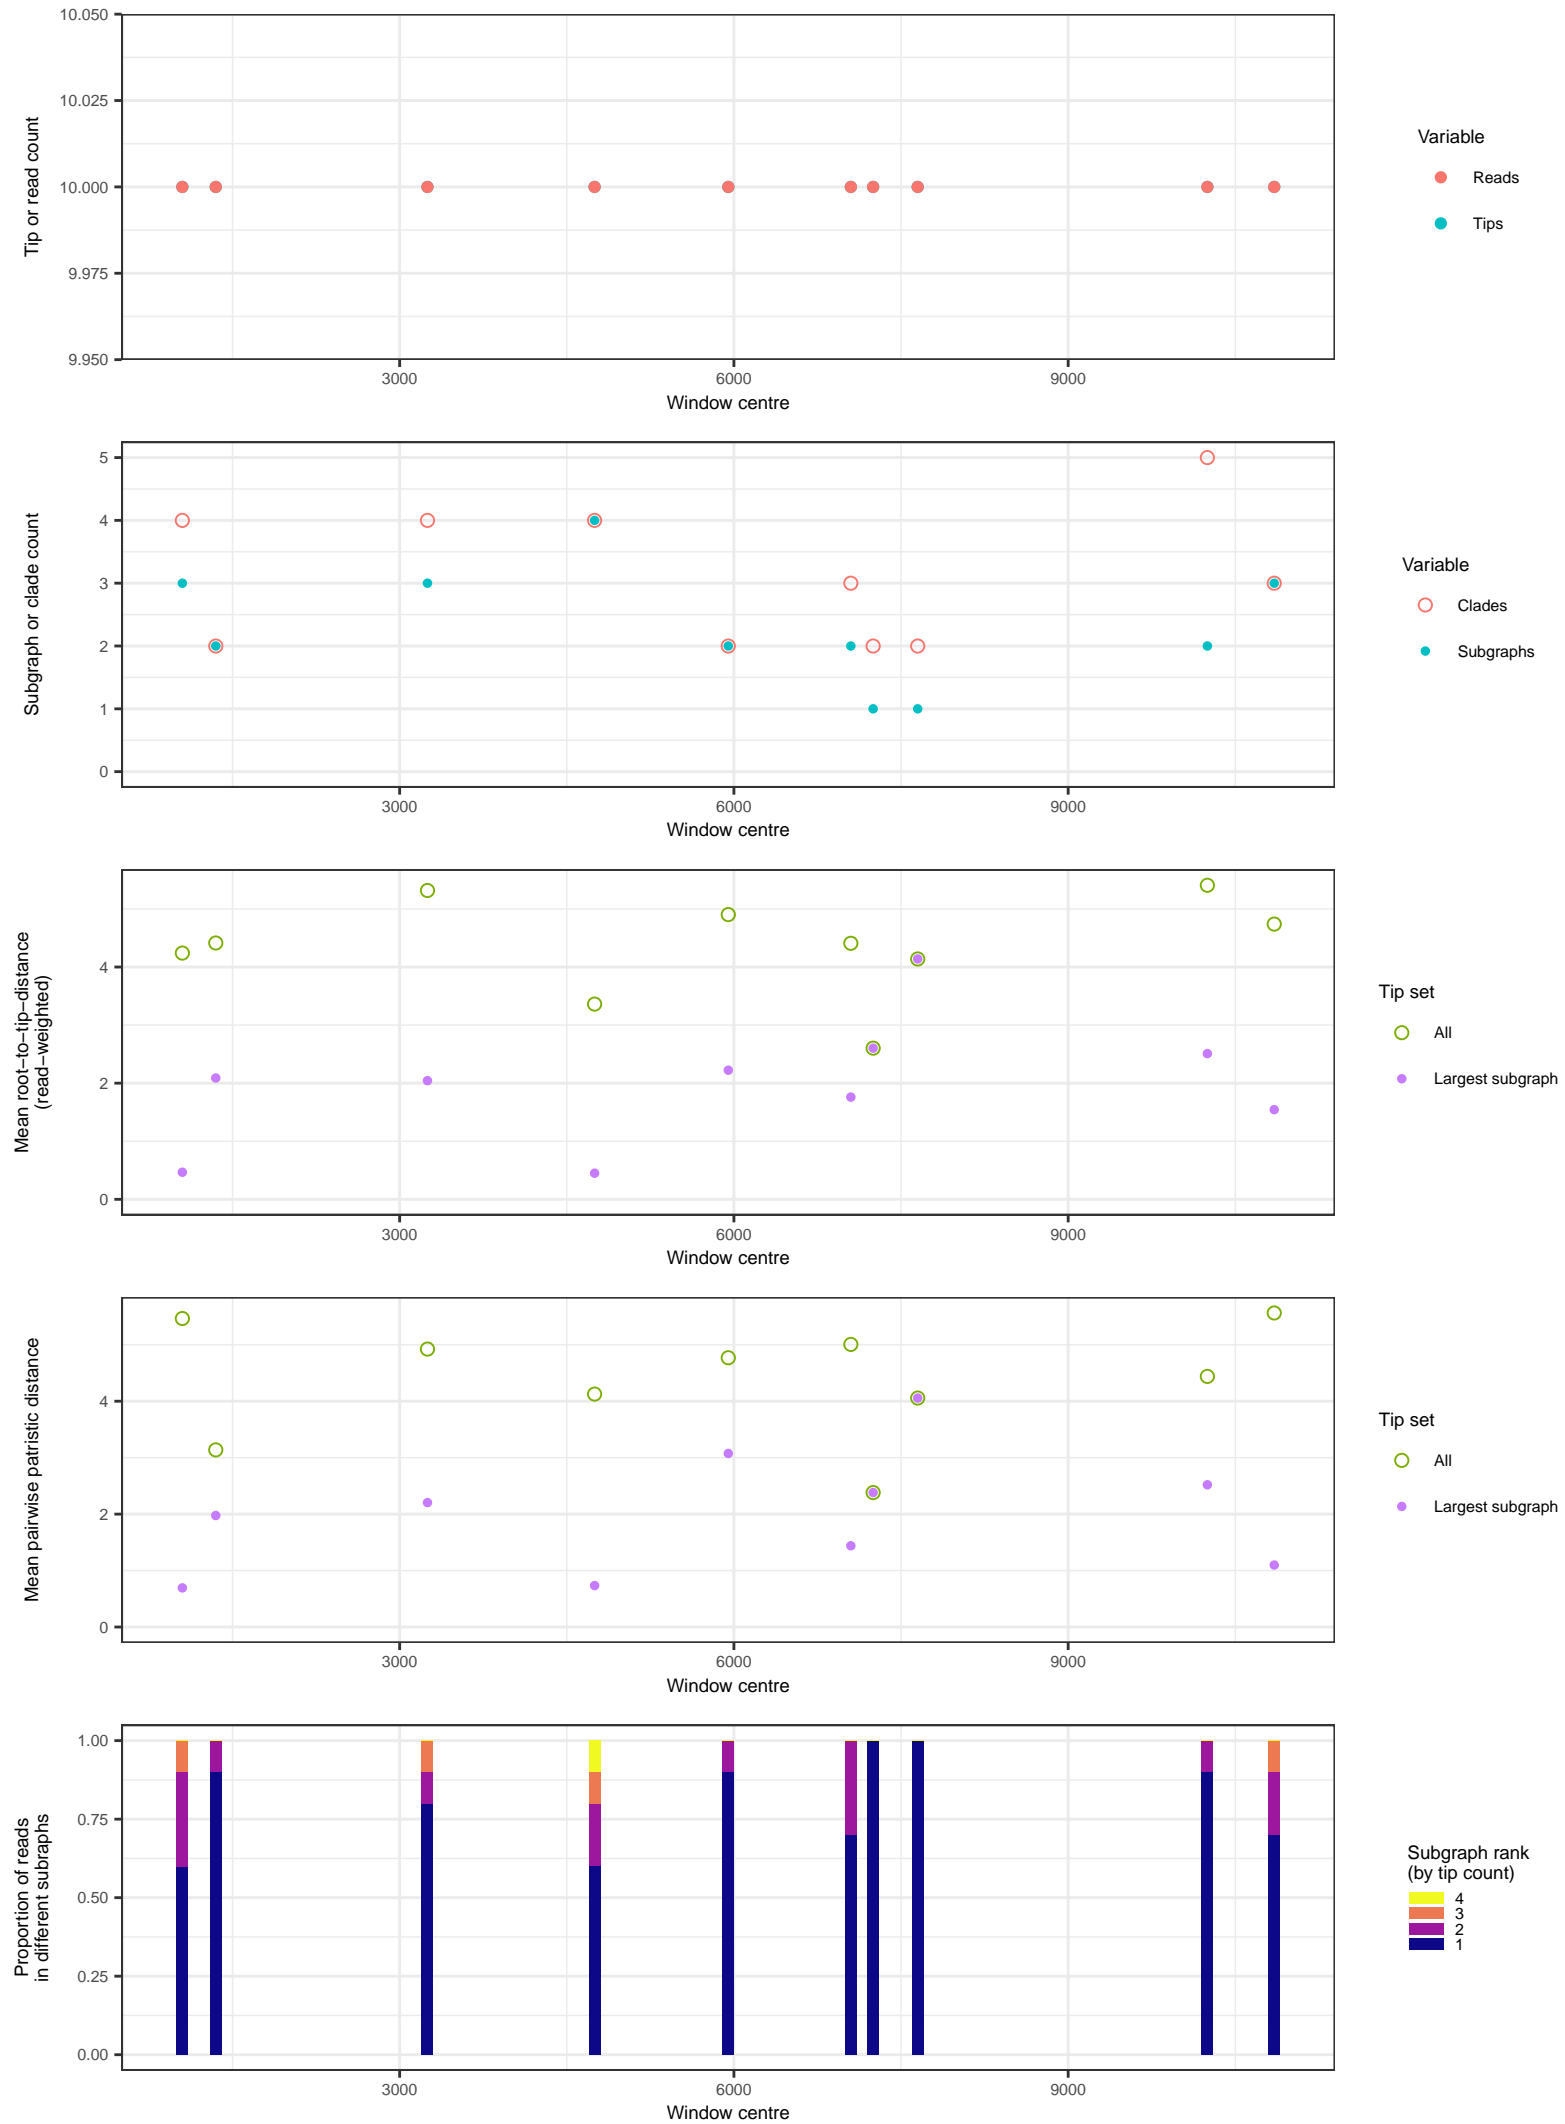 10.050
10.025
10.000
9.975
9.950
Tip or read count
3000
6000
9000
Window centre
Variable
Reads
Tips
5
4
3
2
1
0
Subgraph or clade count
3000
6000
9000
Window centre
Variable
Clades
Subgraphs
4
2
0
Mean root−to−tip−distance
(read−weighted)
3000
6000
9000
Window centre
Tip set
All
Largest subgraph
4
2
0
Mean pairwise patristic distance
3000
6000
9000
Window centre
Tip set
All
Largest subgraph
1.00
0.75
0.50
0.25
0.00
Proportion of reads
in different subraphs
3000
6000
9000
Window centre
Subgraph rank
(by tip count)
4
3
2
1